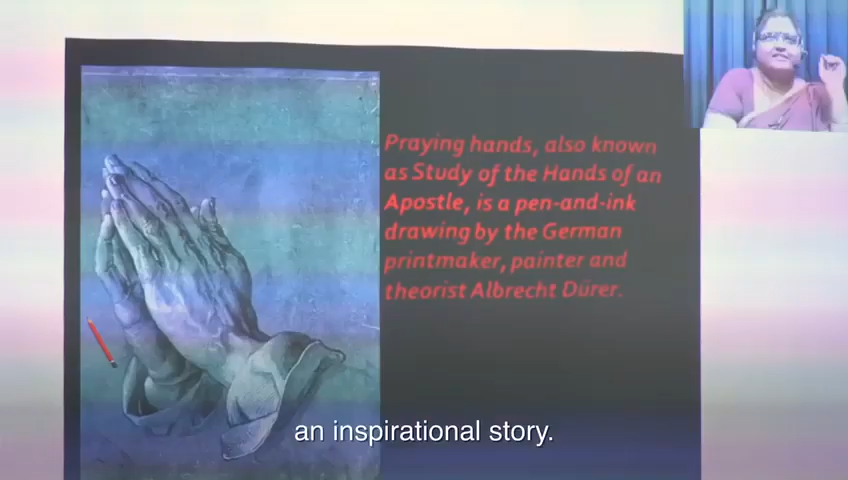 Praying hands, also known
as Study of the Hands of an
Apostle, is a pen-and-ink
drawing by the German
printmaker, painter and
theorist Albrecht Dürer.
an inspirational story.